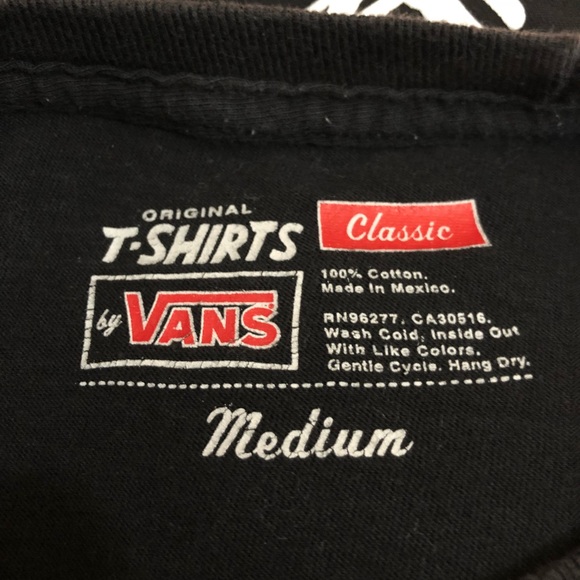 ORIGINAL
T-SHIRTS
by VANS
Classic
100% Cotton.
Made in Mexico.
RN96277. CA30516.
Wash Cold, Inside Out
With Like Colors.
Gentle Cycle. Hang Dry.
Medium